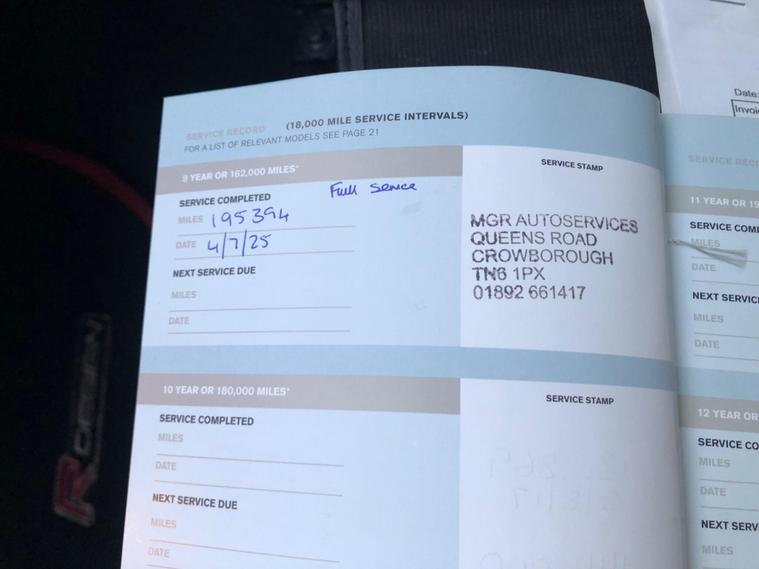 Date:
SERVICE RECORD (18,000 MILE SERVICE INTERVALS)
FOR A LIST OF RELEVANT MODELS SEE PAGE 21
9 YEAR OR 162,000 MILES*
SERVICE COMPLETED Full Service
MILES 195394
DATE 4/7/25
NEXT SERVICE DUE
MILES
DATE
SERVICE STAMP
MGR AUTOSERVICES
QUEENS ROAD
CROWBOROUGH
TN6 1PX
01892 661417
10 YEAR OR 180,000 MILES*
SERVICE COMPLETED
MILES
DATE
NEXT SERVICE DUE
MILES
DATE
SERVICE STAMP
SERVICE
11 YEAR OR
SERVICE
MILES
DATE
NEXT
MILES
DATE
12 YEAR OR
SERVICE
MILES
DATE
NEXT
MILES